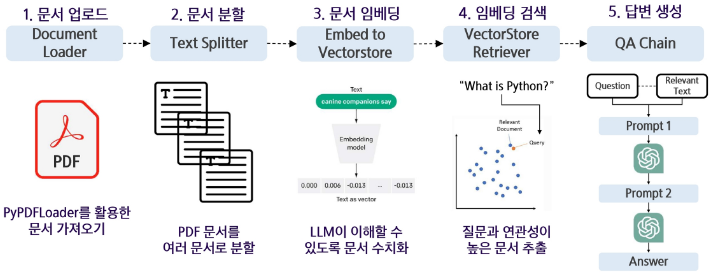 1. 문서 업로드
Document
Loader
PDF
PyPDFLoader를 활용한
문서 가져오기
2. 문서 분할
Text Splitter
T
T
T
PDF 문서를
여러 문서로 분할
3. 문서 임베딩
Embed to
Vectorstore
Text
canine companions say
Embedding
model
0.000 0.006 -0.013 ... -0.013
Text as vector
LLM이 이해할 수
있도록 문서 수치화
4. 임베딩 검색
VectorStore
Retriever
"What is Python?"
Relevant
Document
Query
질문과 연관성이
높은 문서 추출
5. 답변 생성
QA Chain
Question
Relevant
Text
Prompt 1
Prompt 2
Answer